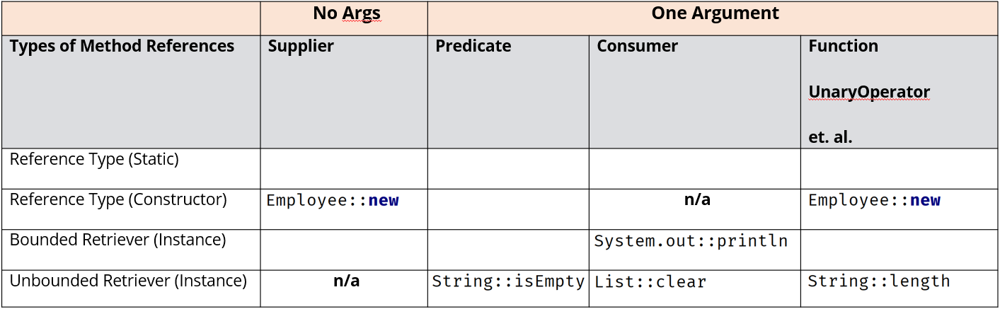 No Args One Argument
Types of Method References Supplier Predicate Consumer Function
UnaryOperator
et. al.
Reference Type (Static)
Reference Type (Constructor) Employee::new n/a Employee::new
Bounded Retriever (Instance) System.out::println
Unbounded Retriever (Instance) n/a String::isEmpty List::clear String::length